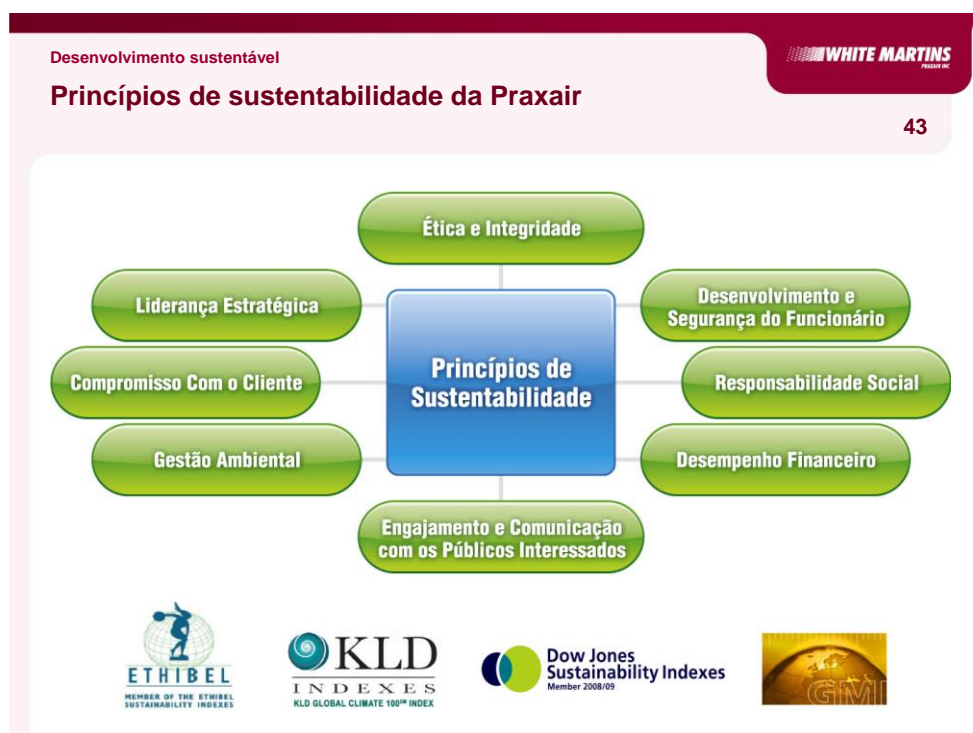 Desenvolvimento sustentável
WHITE MARTINS
PRAXAIR INC
Princípios de sustentabilidade da Praxair
43
Ética e Integridade
Liderança Estratégica
Desenvolvimento e
Segurança do Funcionário
Compromisso Com o Cliente
Princípios de
Sustentabilidade
Responsabilidade Social
Gestão Ambiental
Desempenho Financeiro
Engajamento e Comunicação
com os Públicos Interessados
ETHIBEL
MEMBER OF THE ETHIBEL
SUSTAINABILITY INDEXES
KLD
INDEXES
KLD GLOBAL CLIMATE 100℠ INDEX
Dow Jones
Sustainability Indexes
Member 2008/09
GMI